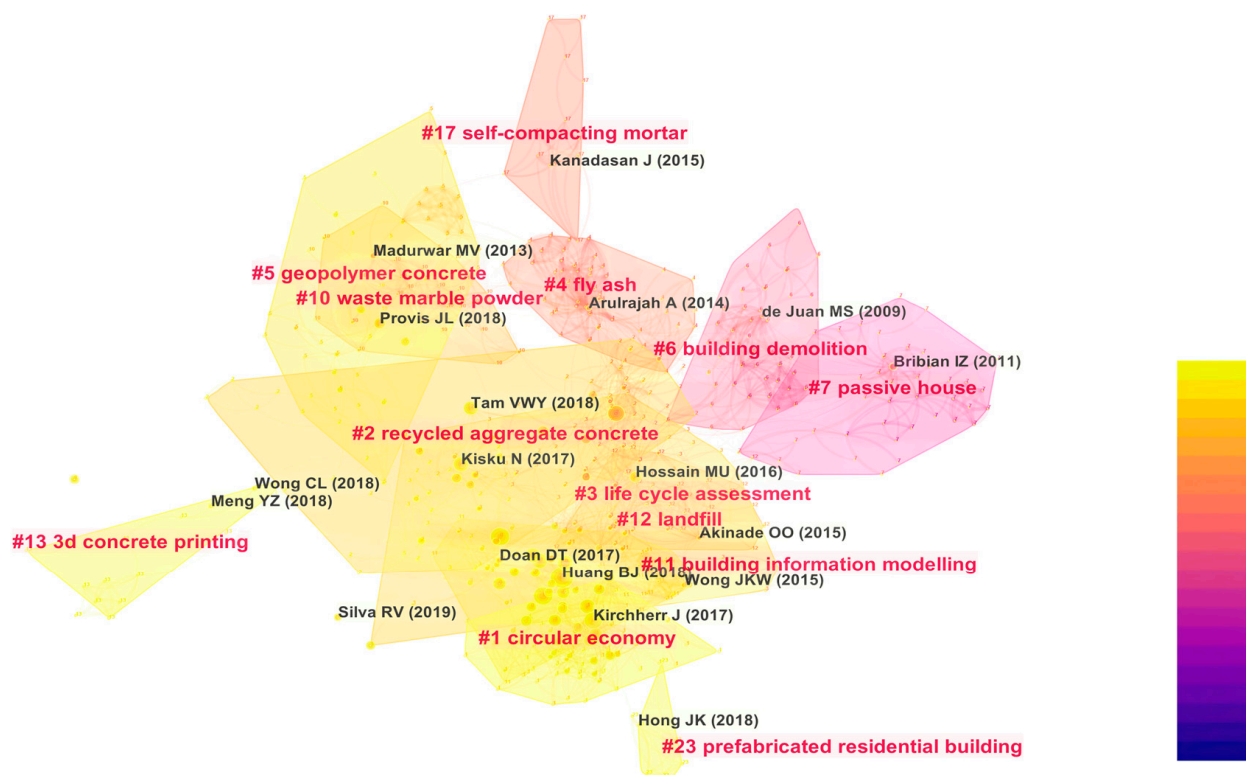 #17 self-compacting mortar
Kanadasan J (2015)
Madurwar MV (2013)
#5 geopolymer concrete
#4 fly ash
#10 waste marble powder
Arulrajah A (2014)
de Juan MS (2009)
Provis JL (2018)
#6 building demolition
Bribian IZ (2011)
#7 passive house
Tam VWY (2018)
#2 recycled aggregate concrete
Kisku N (2017)
Hossain MU (2016)
Wong CL (2018)
#3 life cycle assessment
Meng YZ (2018)
#12 landfill
Akinade OO (2015)
#13 3d concrete printing
Doan DT (2017)
#11 building information modelling
Huang BJ (2018)
Wong JKW (2015)
Silva RV (2019)
Kirchherr J (2017)
#1 circular economy
Hong JK (2018)
#23 prefabricated residential building